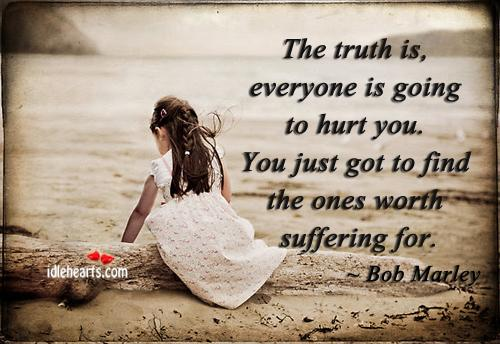 The truth is,
everyone is going
to hurt you.
You just got to find
the ones worth
suffering for.
~ Bob Marley
idlehearts.com